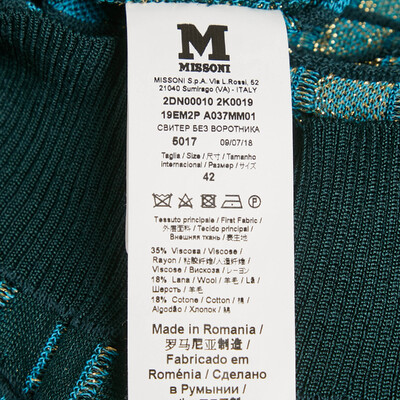 M
MISSONI
MISSONI S.p.A. Via L.Rossi, 52
21040 Sumirago (VA) - ITALY
2DN00010 2K0019
19EM2P A037MM01
СВИТЕР БЕЗ ВОРОТНИКА
5017 09/07/18
Taglia / Size / 尺寸 / Tamanho
internacional / Размер / サイズ
42
Tessuto principale / First Fabric /
外層面料 / Tecido principal /
Внешняя ткань / 表生地
35% Viscosa / Viscose /
Rayon / 粘胶纤维/人造纤维 /
Viscose / Вискоза / レーヨン
18% Lana / Wool / 羊毛 / Lã /
Шерсть / 羊毛
18% Cotone / Cotton / 棉 /
Algodão / Хлопок / 綿
Made in Romania /
罗马尼亚制造 /
Fabricado em
Roménia / Сделано
в Румынии /